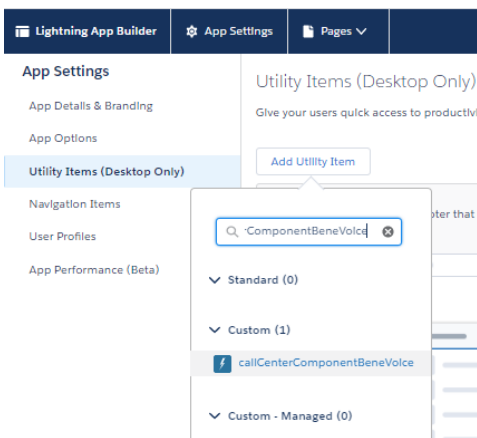 Lightning App Builder
App Settings
Pages
App Settings
Utility Items (Desktop Only)
App Details & Branding
Give your users quick access to productivi
App Options
Add Utility Item
Utility Items (Desktop Only)
Navigation Items
oter that
ComponentBeneVoice
User Profiles
App Performance (Beta)
Standard (0)
Custom (1)
callCenterComponentBeneVoice
Custom - Managed (0)